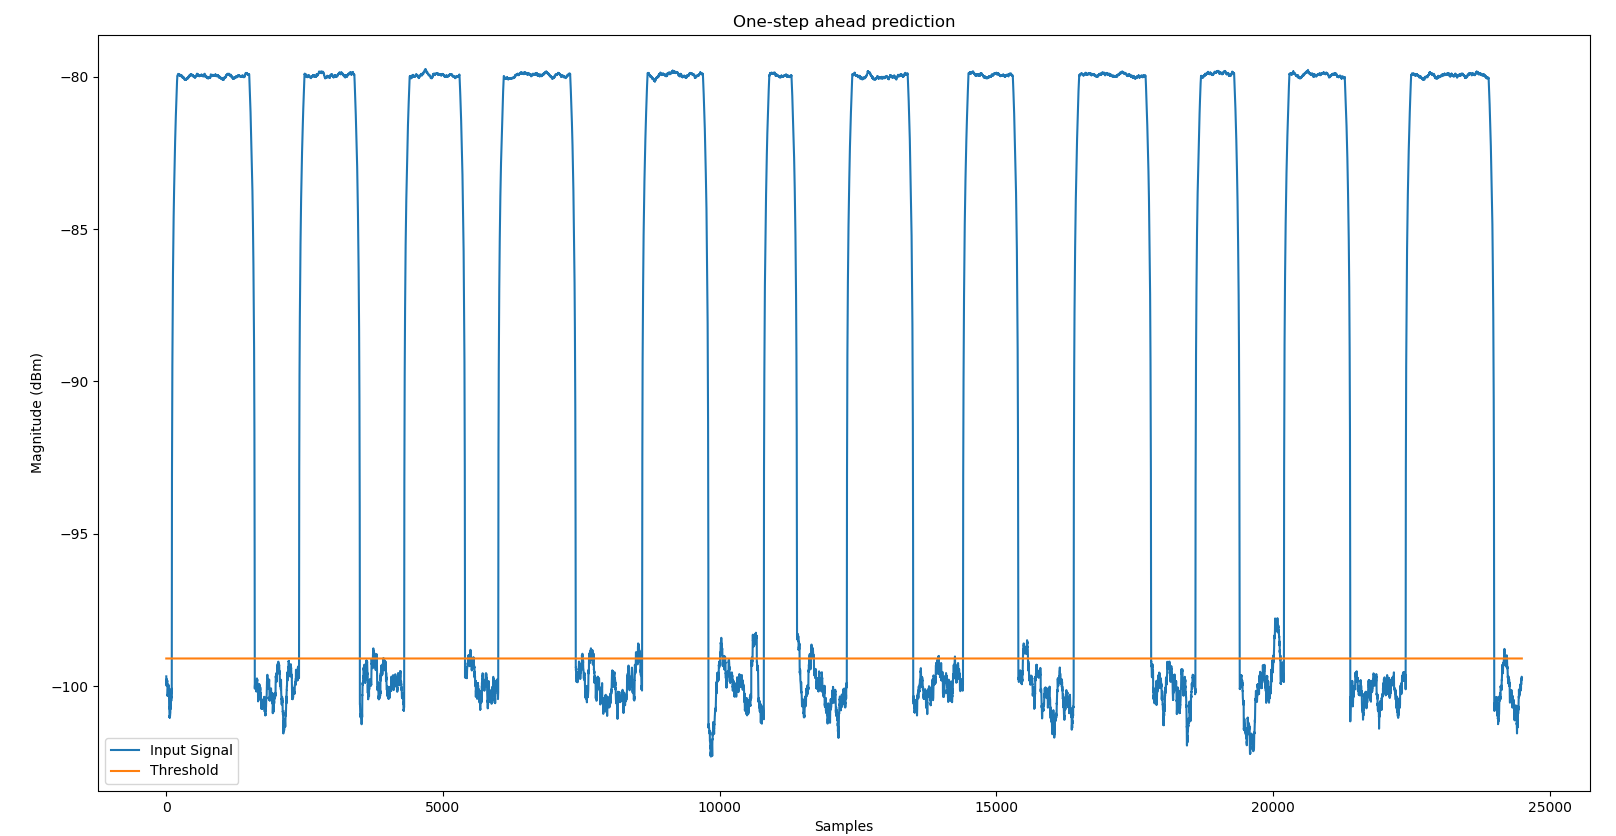 One-step ahead prediction
−80
−85
−90
−95
−100
Magnitude (dBm)
Input Signal
Threshold
0
5000
10000
15000
20000
25000
Samples